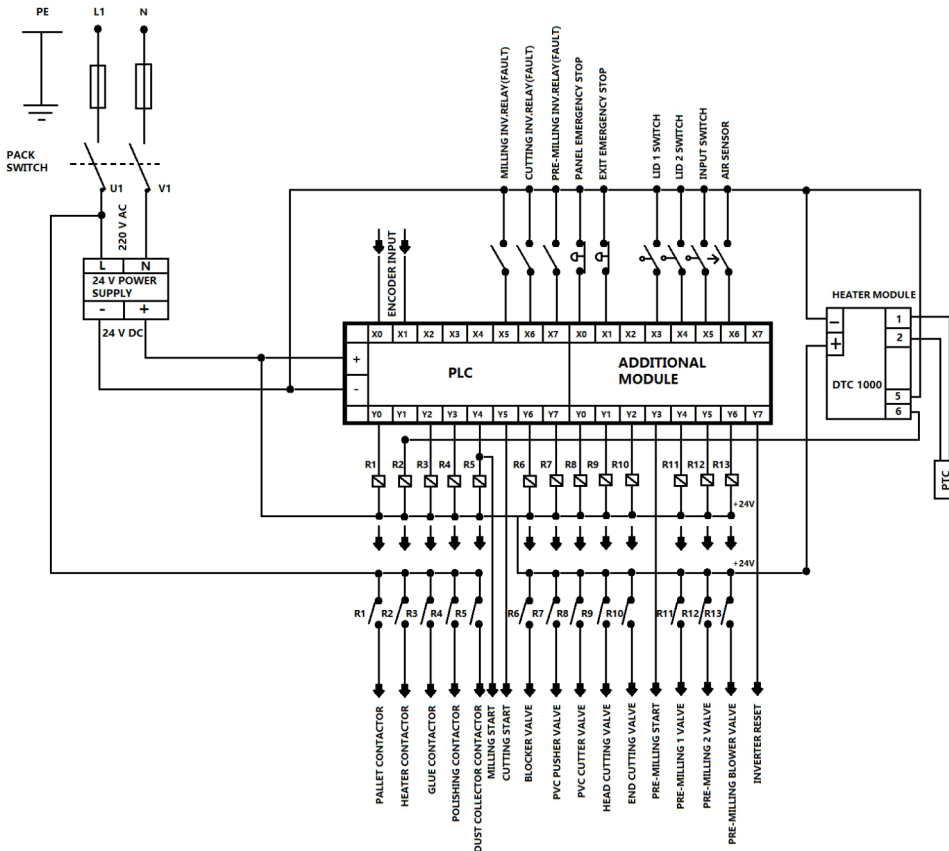 PE
L1
N
PACK
SWITCH
U1
V1
220 V AC
L
N
24 V POWER
SUPPLY
-
+
24 V DC
ENCODER INPUT
MILLING INV.RELAY(FAULT)
CUTTING INV.RELAY(FAULT)
PRE-MILLING INV.RELAY(FAULT)
PANEL EMERGENCY STOP
EXIT EMERGENCY STOP
LID 1 SWITCH
LID 2 SWITCH
INPUT SWITCH
AIR SENSOR
X0 X1 X2 X3 X4 X5 X6 X7 X0 X1 X2 X3 X4 X5 X6 X7
+
-
PLC
ADDITIONAL
MODULE
Y0 Y1 Y2 Y3 Y4 Y5 Y6 Y7 Y0 Y1 Y2 Y3 Y4 Y5 Y6 Y7
HEATER MODULE
-
+
1
2
DTC 1000
5
6
PTC
R1 R2 R3 R4 R5 R6 R7 R8 R9 R10 R11 R12 R13
+24V
+24V
R1 R2 R3 R4 R5 R6 R7 R8 R9 R10 R11 R12 R13
PALLET CONTACTOR
HEATER CONTACTOR
GLUE CONTACTOR
POLISHING CONTACTOR
DUST COLLECTOR CONTACTOR
MILLING START
CUTTING START
BLOCKER VALVE
PVC PUSHER VALVE
PVC CUTTER VALVE
HEAD CUTTING VALVE
END CUTTING VALVE
PRE-MILLING START
PRE-MILLING 1 VALVE
PRE-MILLING 2 VALVE
PRE-MILLING BLOWER VALVE
INVERTER RESET